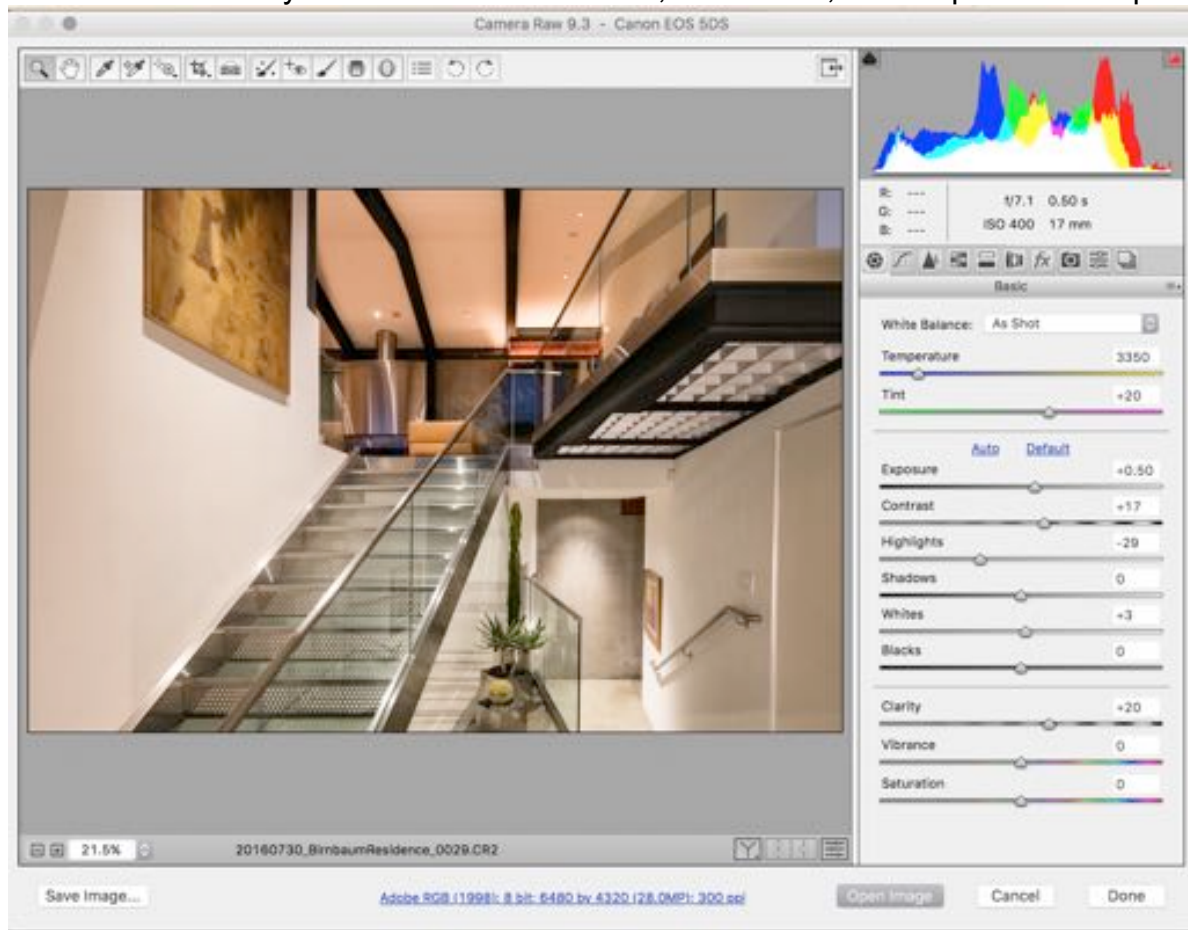 Camera Raw 9.3 - Canon EOS 5DS
R: ---
G: ---
B: ---
f/7.1 0.50 s
ISO 400 17 mm
fx
Basic
White Balance: As Shot
Temperature 3350
Tint +20
Auto Default
Exposure +0.50
Contrast +17
Highlights -29
Shadows 0
Whites +3
Blacks 0
Clarity +20
Vibrance 0
Saturation 0
21.5% 20160730_BirnbaumResidence_0029.CR2
Save Image... Adobe RGB (1998); 8 bit; 6480 by 4320 (28.0MP); 300 ppi Open Image Cancel Done